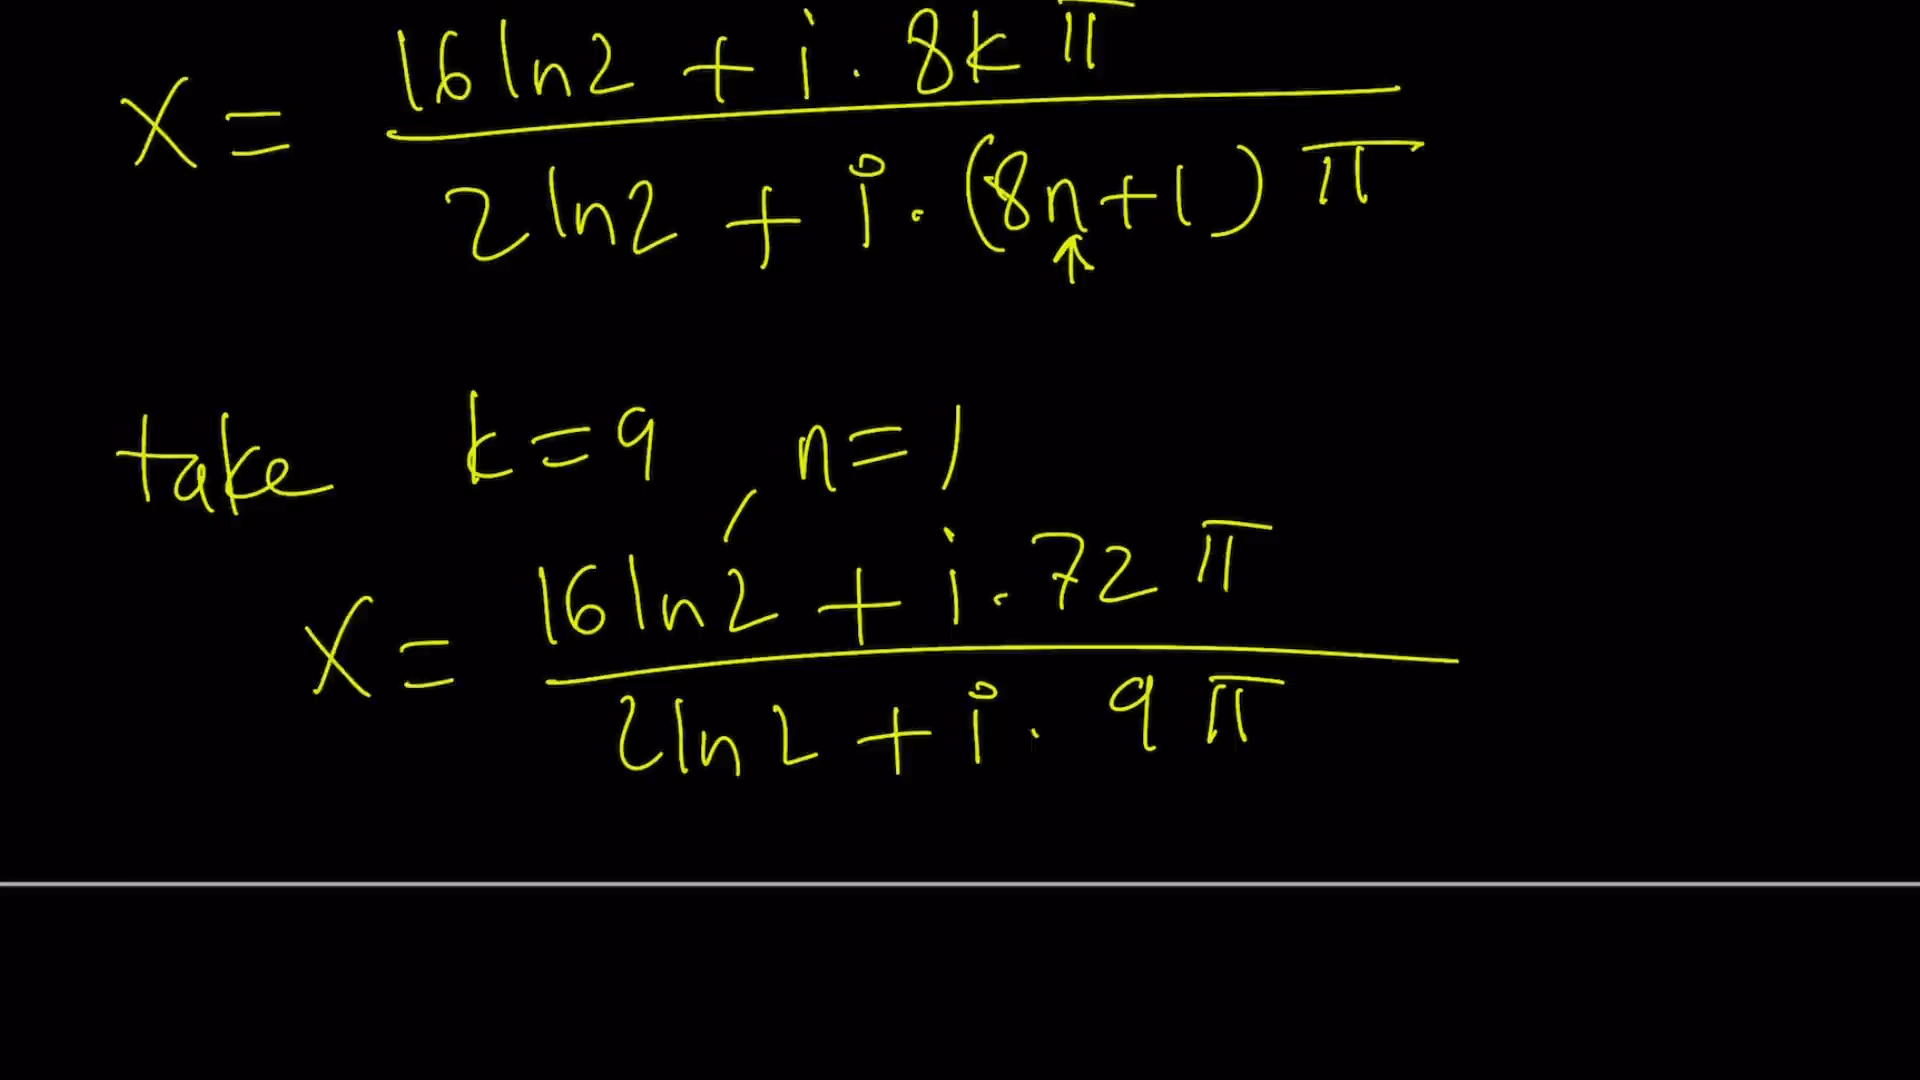 x = (16 ln2 + i · 8k π) / (2 ln2 + i · (8n+1) π)
↑
take k=9, n=1
x = (16 ln2 + i · 72 π) / (2 ln2 + i · 9 π)